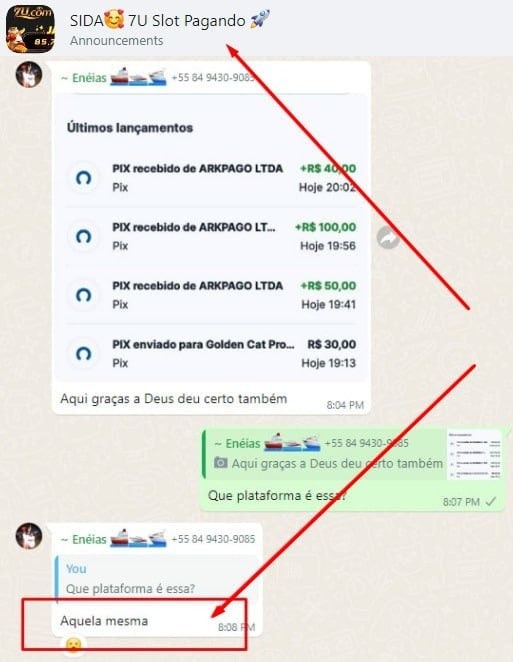 7U.com
85.7
SIDA🥰 7U Slot Pagando 🚀
Announcements
~ Enéias 🚢🚤🚤 +55 84 9430-9085
Últimos lançamentos
PIX recebido de ARKPAGO LTDA +R$ 40,00
Pix Hoje 20:02
PIX recebido de ARKPAGO LT... +R$ 100,00
Pix Hoje 19:56
PIX recebido de ARKPAGO LTDA +R$ 50,00
Pix Hoje 19:41
PIX enviado para Golden Cat Pro... R$ 30,00
Pix Hoje 19:13
Aqui graças a Deus deu certo também
8:04 PM
~ Enéias 🚢🚤🚤 +55 84 9430-9085
Aqui graças a Deus deu certo também
Que plataforma é essa?
8:07 PM
~ Enéias 🚢🚤🚤 +55 84 9430-9085
You
Que plataforma é essa?
Aquela mesma
8:08 PM